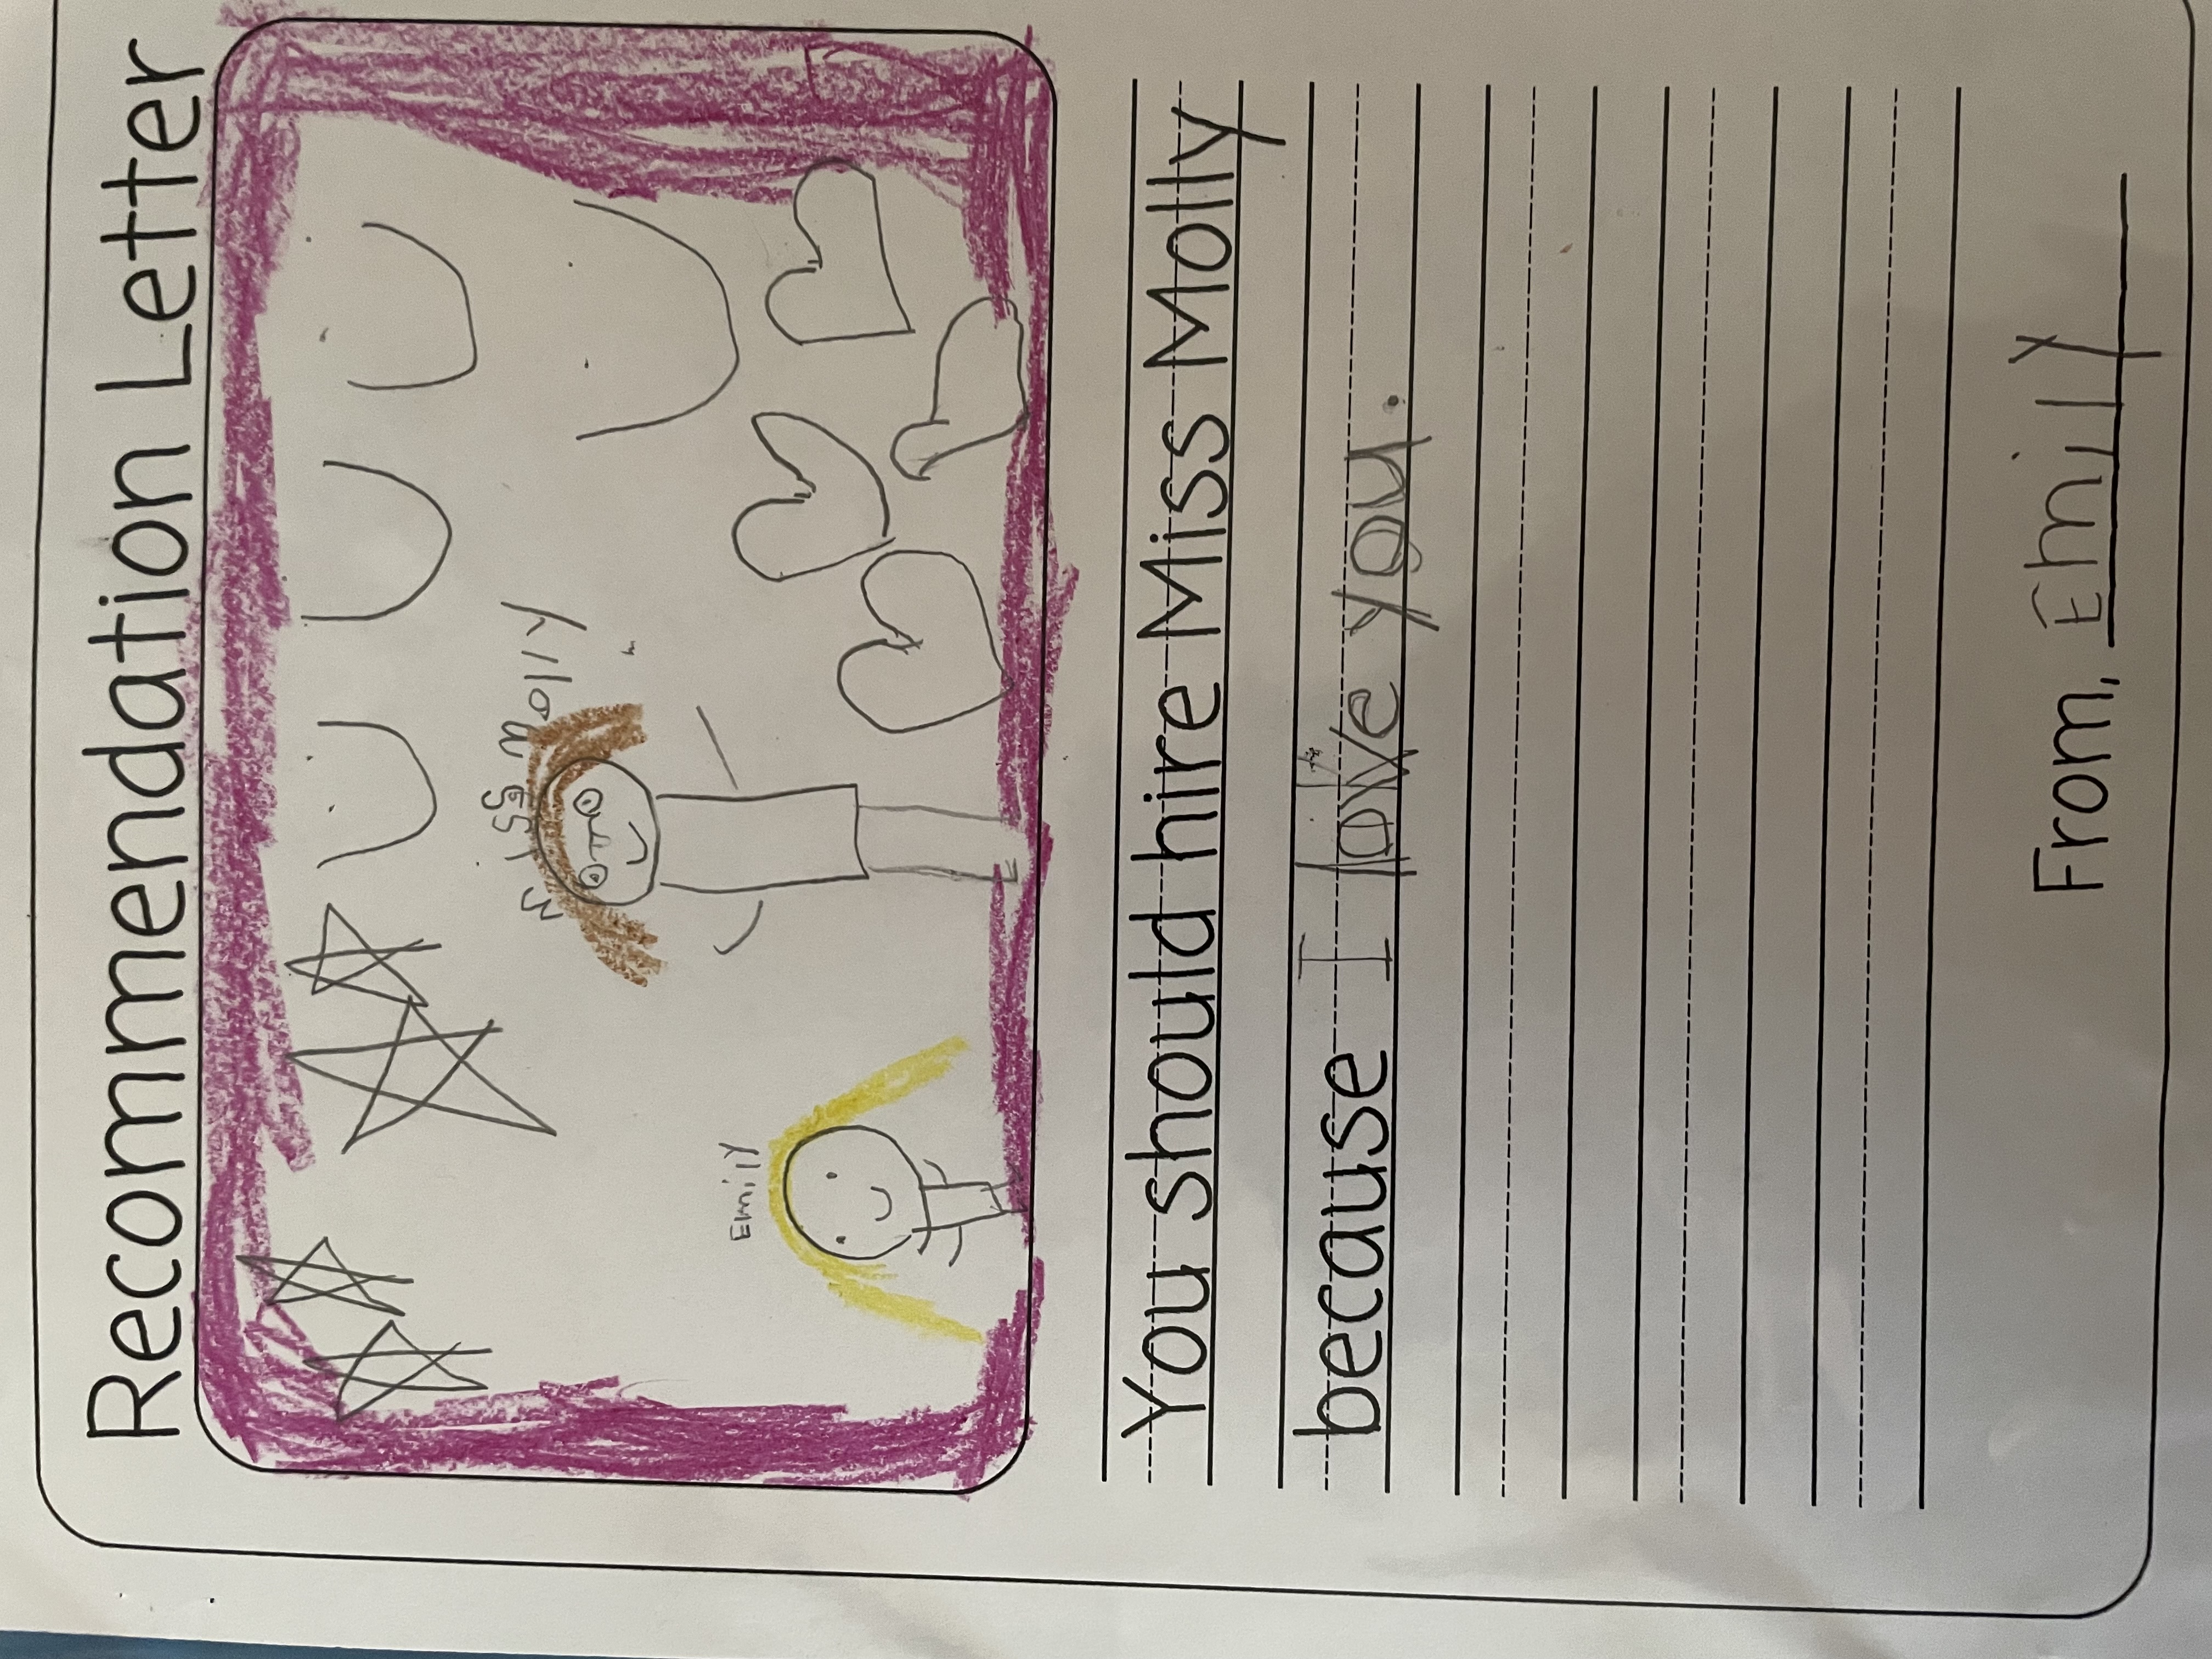 Recommendation Letter
Miss Molly
Emily
You should hire Miss Molly
because I love you.
From, Emily